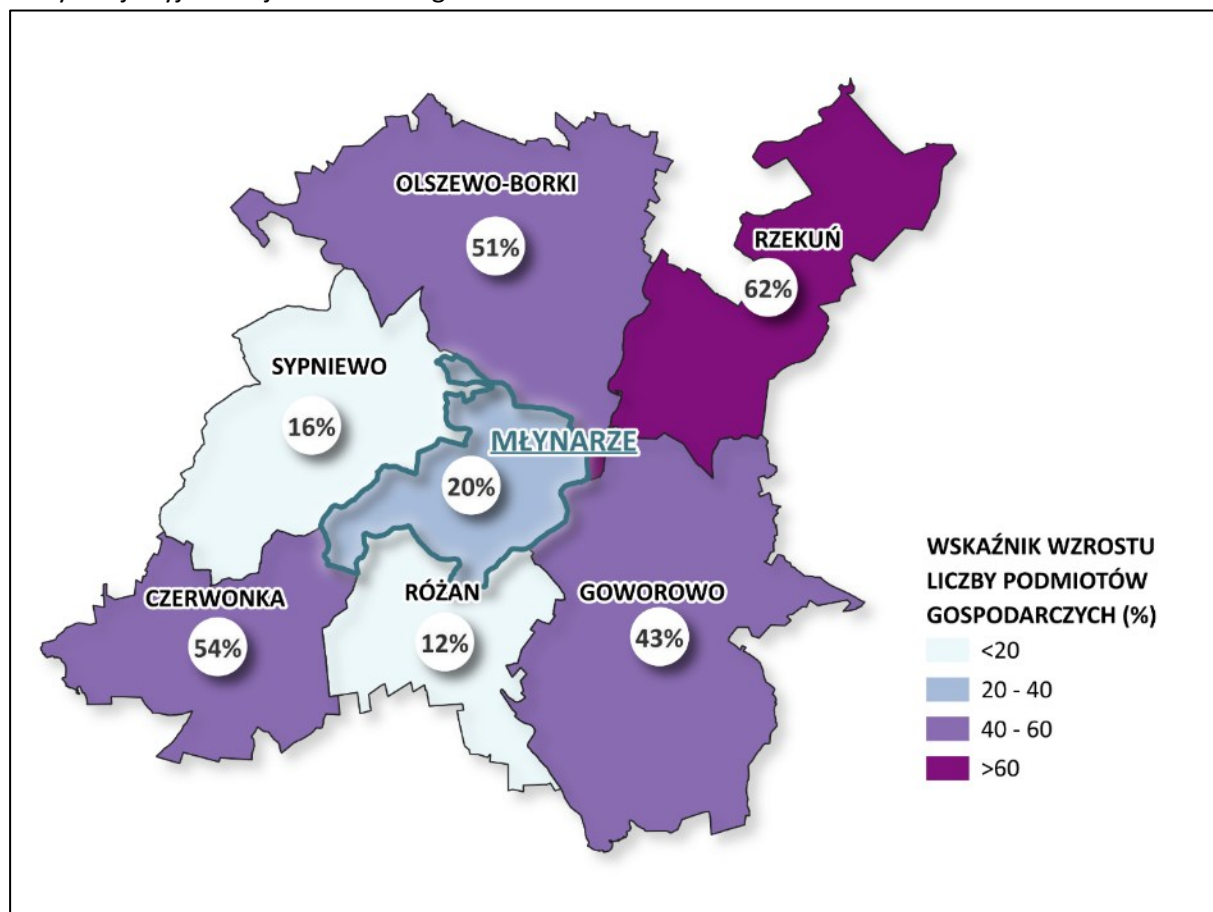 OLSZEWO-BORKI
51%
RZEKUŃ
62%
SYPNIEWO
16%
MŁYNARZE
20%
CZERWONKA
54%
RÓŻAN
12%
GOWOROWO
43%
WSKAŹNIK WZROSTU
LICZBY PODMIOTÓW
GOSPODARCZYCH (%)
<20
20 - 40
40 - 60
>60